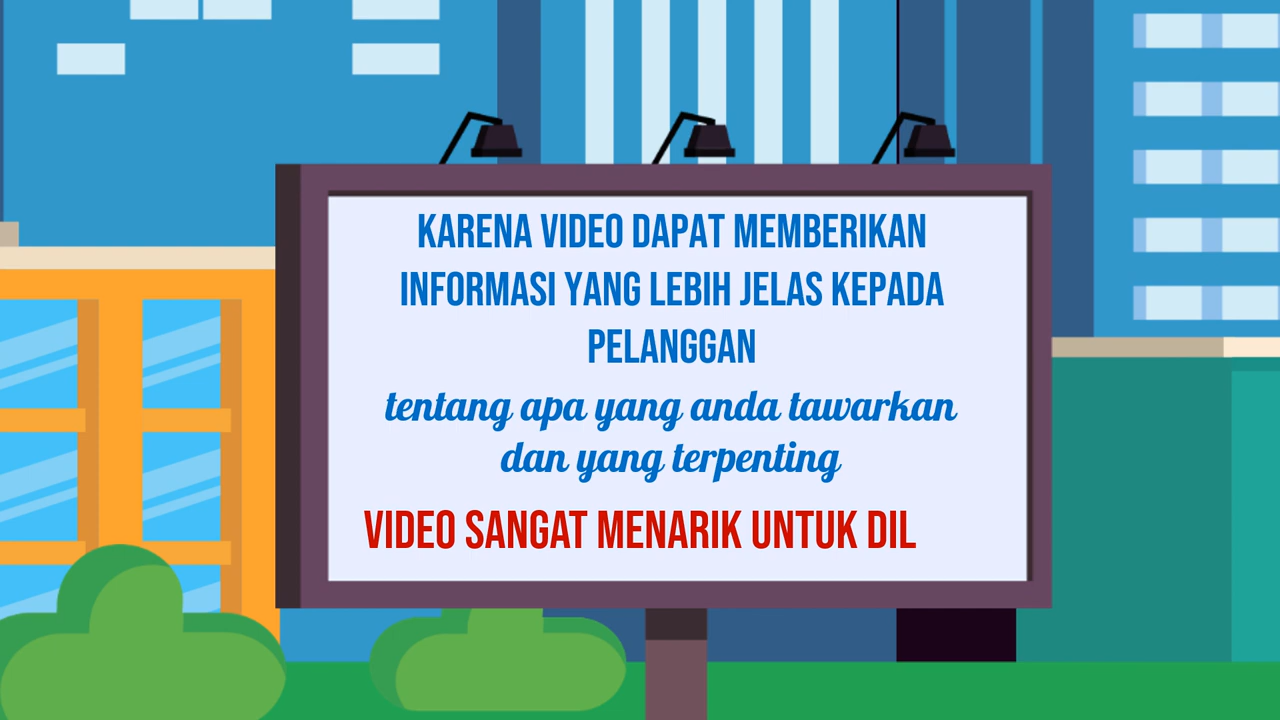 KARENA VIDEO DAPAT MEMBERIKAN
INFORMASI YANG LEBIH JELAS KEPADA
PELANGGAN
tentang apa yang anda tawarkan
dan yang terpenting
VIDEO SANGAT MENARIK UNTUK DIL